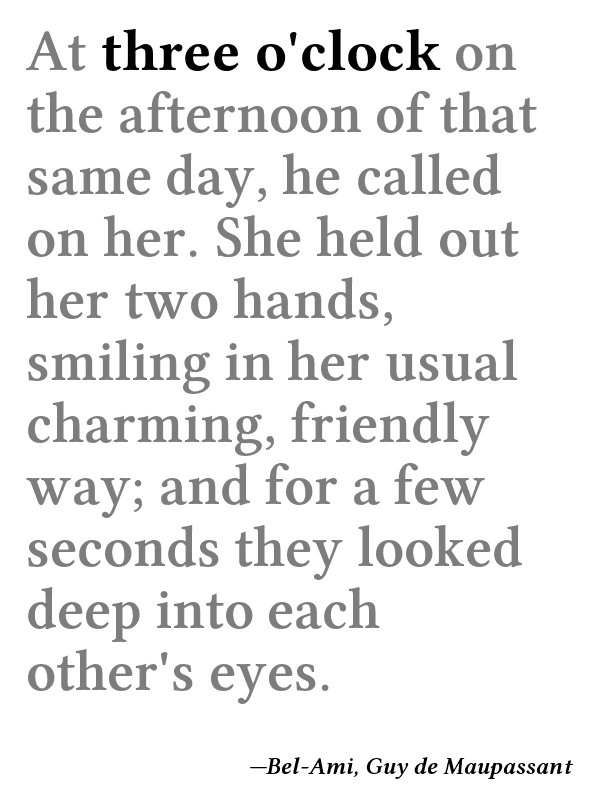 At three o'clock on
the afternoon of that
same day, he called
on her. She held out
her two hands,
smiling in her usual
charming, friendly
way; and for a few
seconds they looked
deep into each
other's eyes.
—Bel-Ami, Guy de Maupassant